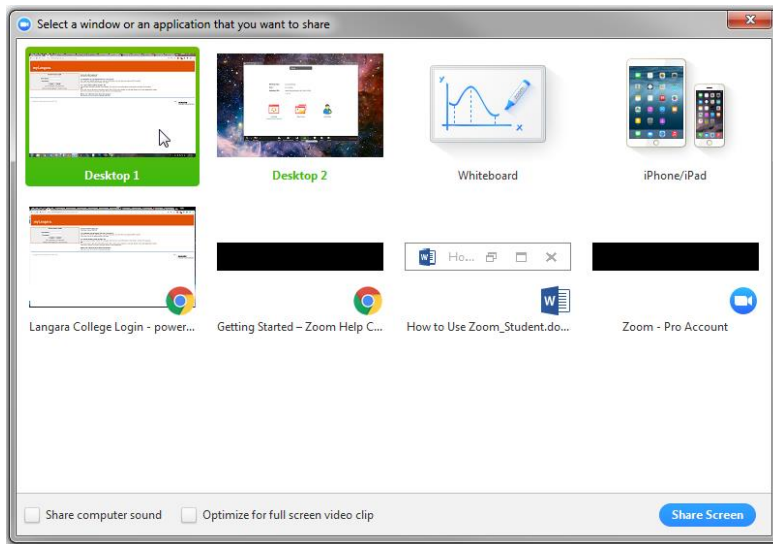 Select a window or an application that you want to share
Desktop 1
Desktop 2
Whiteboard
iPhone/iPad
Ho...
Langara College Login - power...
Getting Started – Zoom Help C...
How to Use Zoom_Student.do...
Zoom - Pro Account
Share computer sound
Optimize for full screen video clip
Share Screen